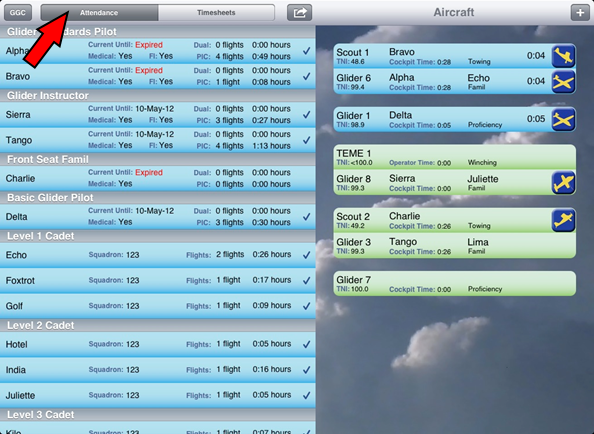 GGC Attendance Timesheets
Glider Standards Pilot
Alpha Current Until: Expired Dual: 0 flights 0:00 hours
Medical: Yes FI: Yes PIC: 4 flights 0:49 hours
Bravo Current Until: Expired Dual: 0 flights 0:00 hours
Medical: Yes FI: Yes PIC: 1 flight 0:08 hours
Glider Instructor
Sierra Current Until: 10-May-12 Dual: 0 flights 0:00 hours
Medical: Yes PIC: 3 flights 0:27 hours
Tango Current Until: 10-May-12 Dual: 0 flights 0:00 hours
Medical: Yes PIC: 4 flights 1:13 hours
Front Seat Famil
Charlie Current Until: Expired Dual: 0 flights 0:00 hours
Medical: Yes PIC: 0 flights 0:00 hours
Basic Glider Pilot
Delta Current Until: 10-May-12 Dual: 0 flights 0:00 hours
Medical: Yes PIC: 3 flights 0:30 hours
Level 1 Cadet
Echo Squadron: 123 Flights: 2 flights 0:26 hours
Foxtrot Squadron: 123 Flights: 1 flight 0:17 hours
Golf Squadron: 123 Flights: 1 flight 0:09 hours
Level 2 Cadet
Hotel Squadron: 123 Flights: 1 flight 0:05 hours
India Squadron: 123 Flights: 1 flight 0:16 hours
Juliette Squadron: 123 Flights: 1 flight 0:05 hours
Level 3 Cadet
Kilo Squadron: 123 Flights: 1 flight 0:07 hours
Aircraft
Scout 1 Bravo 0:04
TNI: 48.6 Cockpit Time: 0:28 Towing
Glider 6 Alpha Echo 0:04
TNI: 99.4 Cockpit Time: 0:28 Famil
Glider 1 Delta 0:05
TNI: 98.9 Cockpit Time: 0:05 Proficiency
TEME 1
TNI: <100.0 Operator Time: 0:00 Winching
Glider 8 Sierra Juliette
TNI: 99.3 Cockpit Time: 0:00 Famil
Scout 2 Charlie
TNI: 49.2 Cockpit Time: 0:26 Towing
Glider 3 Tango Lima
TNI: 99.3 Cockpit Time: 0:26 Famil
Glider 7
TNI: 100.0 Cockpit Time: 0:00 Proficiency